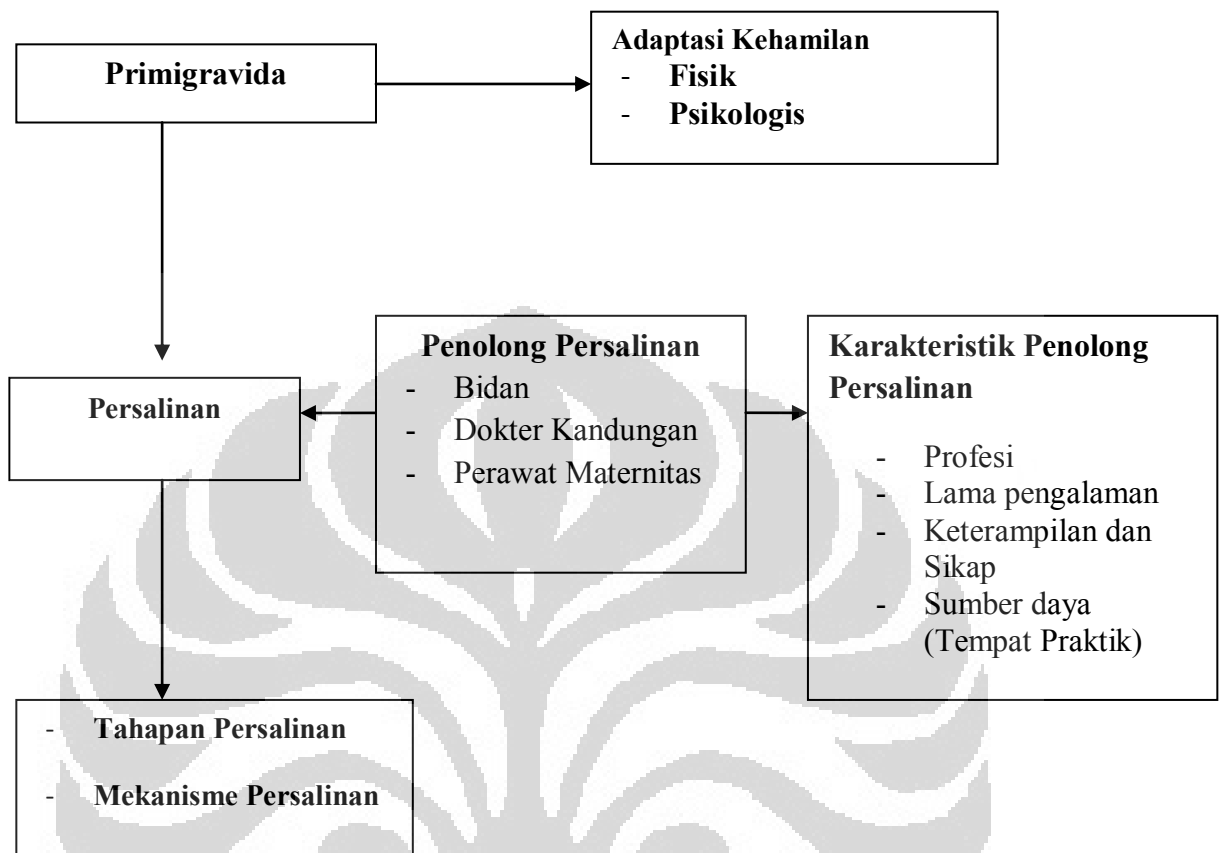 Primigravida
Adaptasi Kehamilan
- Fisik
- Psikologis
Persalinan
Penolong Persalinan
- Bidan
- Dokter Kandungan
- Perawat Maternitas
Karakteristik Penolong
Persalinan
- Profesi
- Lama pengalaman
- Keterampilan dan
Sikap
- Sumber daya
(Tempat Praktik)
- Tahapan Persalinan
- Mekanisme Persalinan